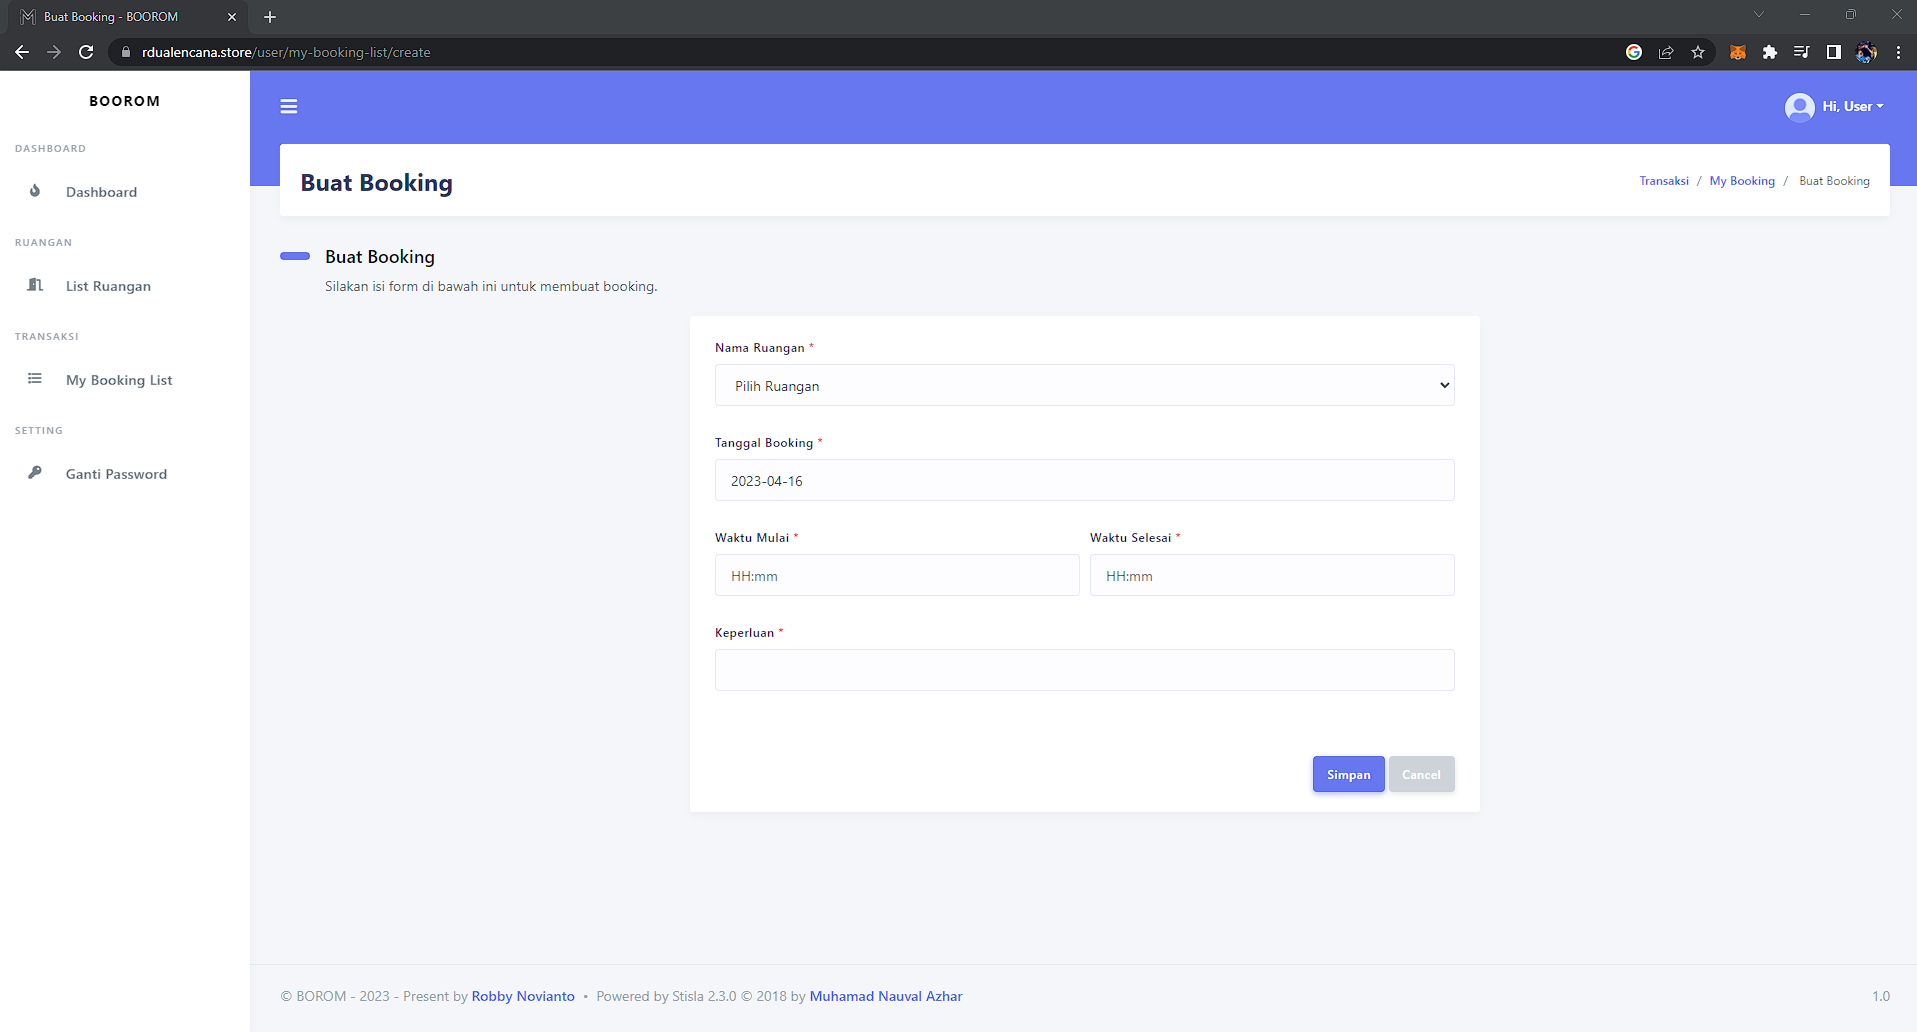 Buat Booking - BOOROM
rdualencana.store/user/my-booking-list/create
BOOROM
Hi, User
DASHBOARD
Dashboard
RUANGAN
List Ruangan
TRANSAKSI
My Booking List
SETTING
Ganti Password
Buat Booking
Transaksi / My Booking / Buat Booking
Buat Booking
Silakan isi form di bawah ini untuk membuat booking.
Nama Ruangan *
Pilih Ruangan
Tanggal Booking *
2023-04-16
Waktu Mulai * Waktu Selesai *
HH:mm HH:mm
Keperluan *
Simpan Cancel
© BOROM - 2023 - Present by Robby Novianto • Powered by Stisla 2.3.0 © 2018 by Muhamad Nauval Azhar 1.0